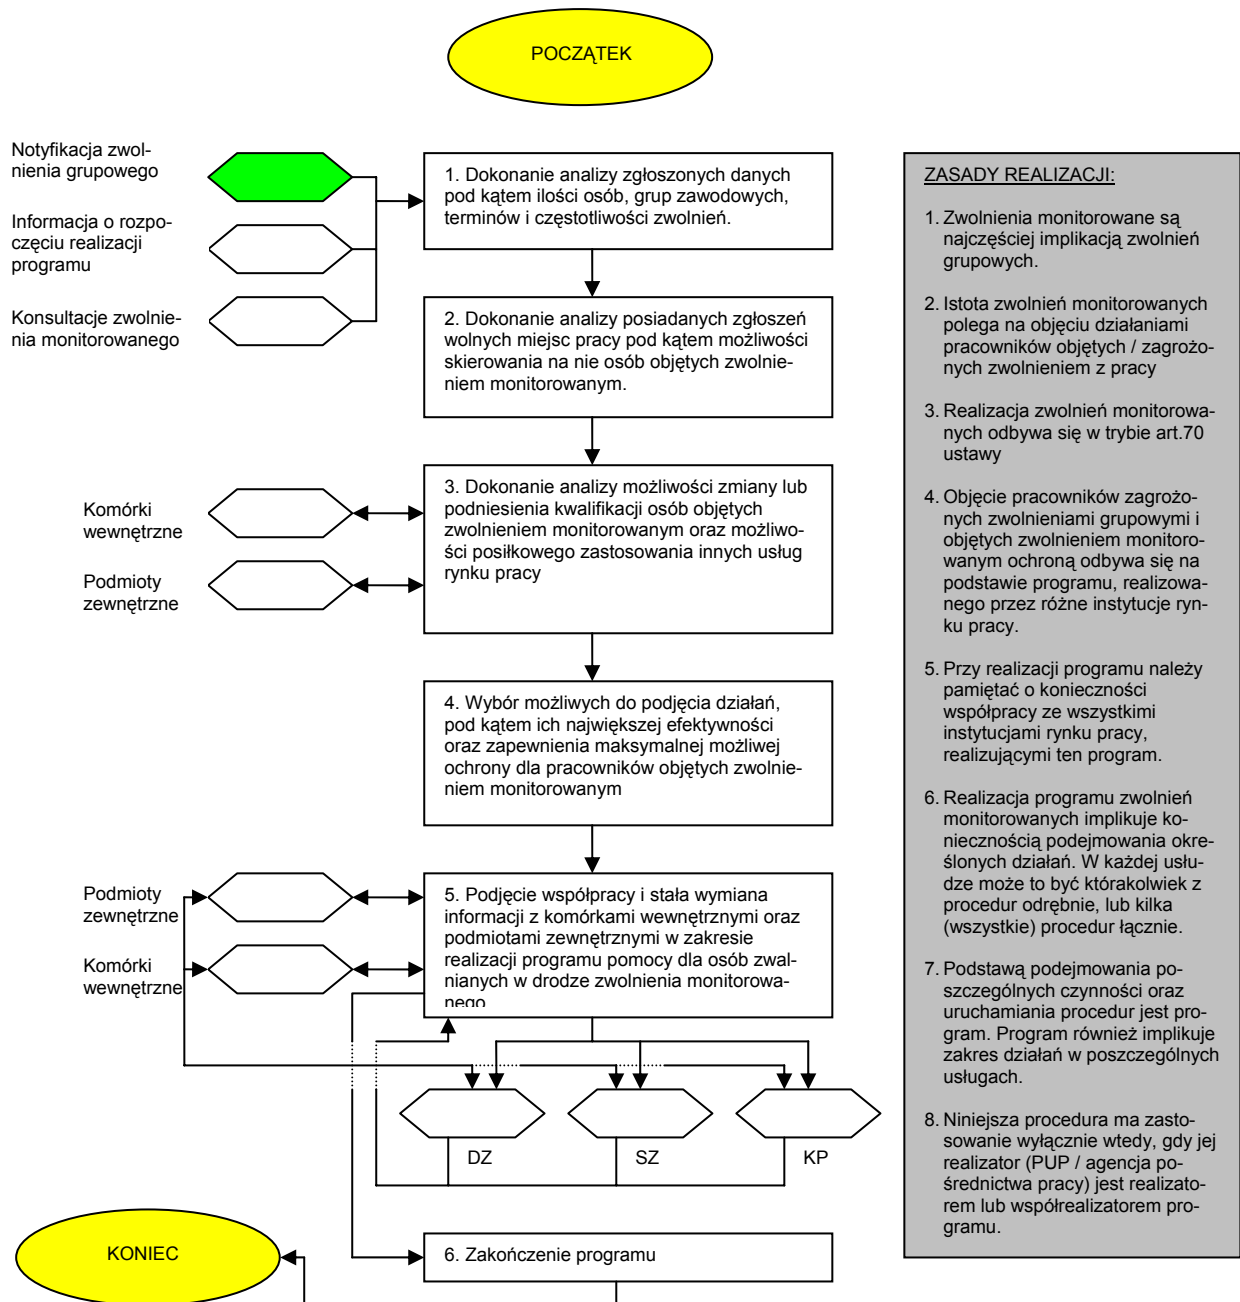 POCZĄTEK
Notyfikacja zwol-
nienia grupowego
Informacja o rozpo-
częciu realizacji
programu
Konsultacje zwolnie-
nia monitorowanego
1. Dokonanie analizy zgłoszonych danych
pod kątem ilości osób, grup zawodowych,
terminów i częstotliwości zwolnień.
2. Dokonanie analizy posiadanych zgłoszeń
wolnych miejsc pracy pod kątem możliwości
skierowania na nie osób objętych zwolnie-
niem monitorowanym.
Komórki
wewnętrzne
Podmioty
zewnętrzne
3. Dokonanie analizy możliwości zmiany lub
podniesienia kwalifikacji osób objętych
zwolnieniem monitorowanym oraz możliwo-
ści posiłkowego zastosowania innych usług
rynku pracy
4. Wybór możliwych do podjęcia działań,
pod kątem ich największej efektywności
oraz zapewnienia maksymalnej możliwej
ochrony dla pracowników objętych zwolnie-
niem monitorowanym
Podmioty
zewnętrzne
Komórki
wewnętrzne
5. Podjęcie współpracy i stała wymiana
informacji z komórkami wewnętrznymi oraz
podmiotami zewnętrznymi w zakresie
realizacji programu pomocy dla osób zwal-
nianych w drodze zwolnienia monitorowa-
nego
DZ
SZ
KP
6. Zakończenie programu
KONIEC
ZASADY REALIZACJI:
1. Zwolnienia monitorowane są
najczęściej implikacją zwolnień
grupowych.
2. Istota zwolnień monitorowanych
polega na objęciu działaniami
pracowników objętych / zagrożo-
nych zwolnieniem z pracy
3. Realizacja zwolnień monitorowa-
nych odbywa się w trybie art.70
ustawy
4. Objęcie pracowników zagrożo-
nych zwolnieniami grupowymi i
objętych zwolnieniem monitoro-
wanym ochroną odbywa się na
podstawie programu, realizowa-
nego przez różne instytucje ryn-
ku pracy.
5. Przy realizacji programu należy
pamiętać o konieczności
współpracy ze wszystkimi
instytucjami rynku pracy,
realizującymi ten program.
6. Realizacja programu zwolnień
monitorowanych implikuje ko-
niecznością podejmowania okre-
ślonych działań. W każdej usłu-
dze może to być którakolwiek z
procedur odrębnie, lub kilka
(wszystkie) procedur łącznie.
7. Podstawą podejmowania po-
szczególnych czynności oraz
uruchamiania procedur jest pro-
gram. Program również implikuje
zakres działań w poszczególnych
usługach.
8. Niniejsza procedura ma zasto-
sowanie wyłącznie wtedy, gdy jej
realizator (PUP / agencja po-
średnictwa pracy) jest realizato-
rem lub współrealizatorem pro-
gramu.